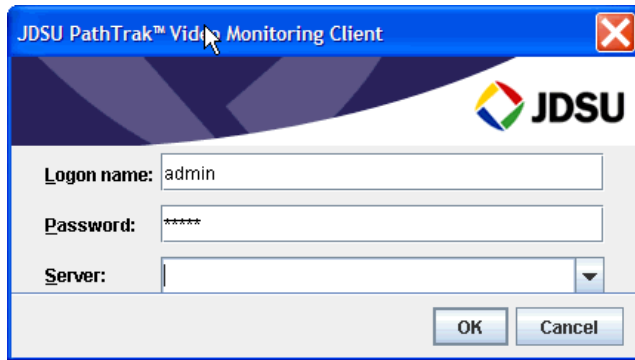 JDSU PathTrak™ Video Monitoring Client
JDSU
Logon name: admin
Password: *****
Server:
OK Cancel